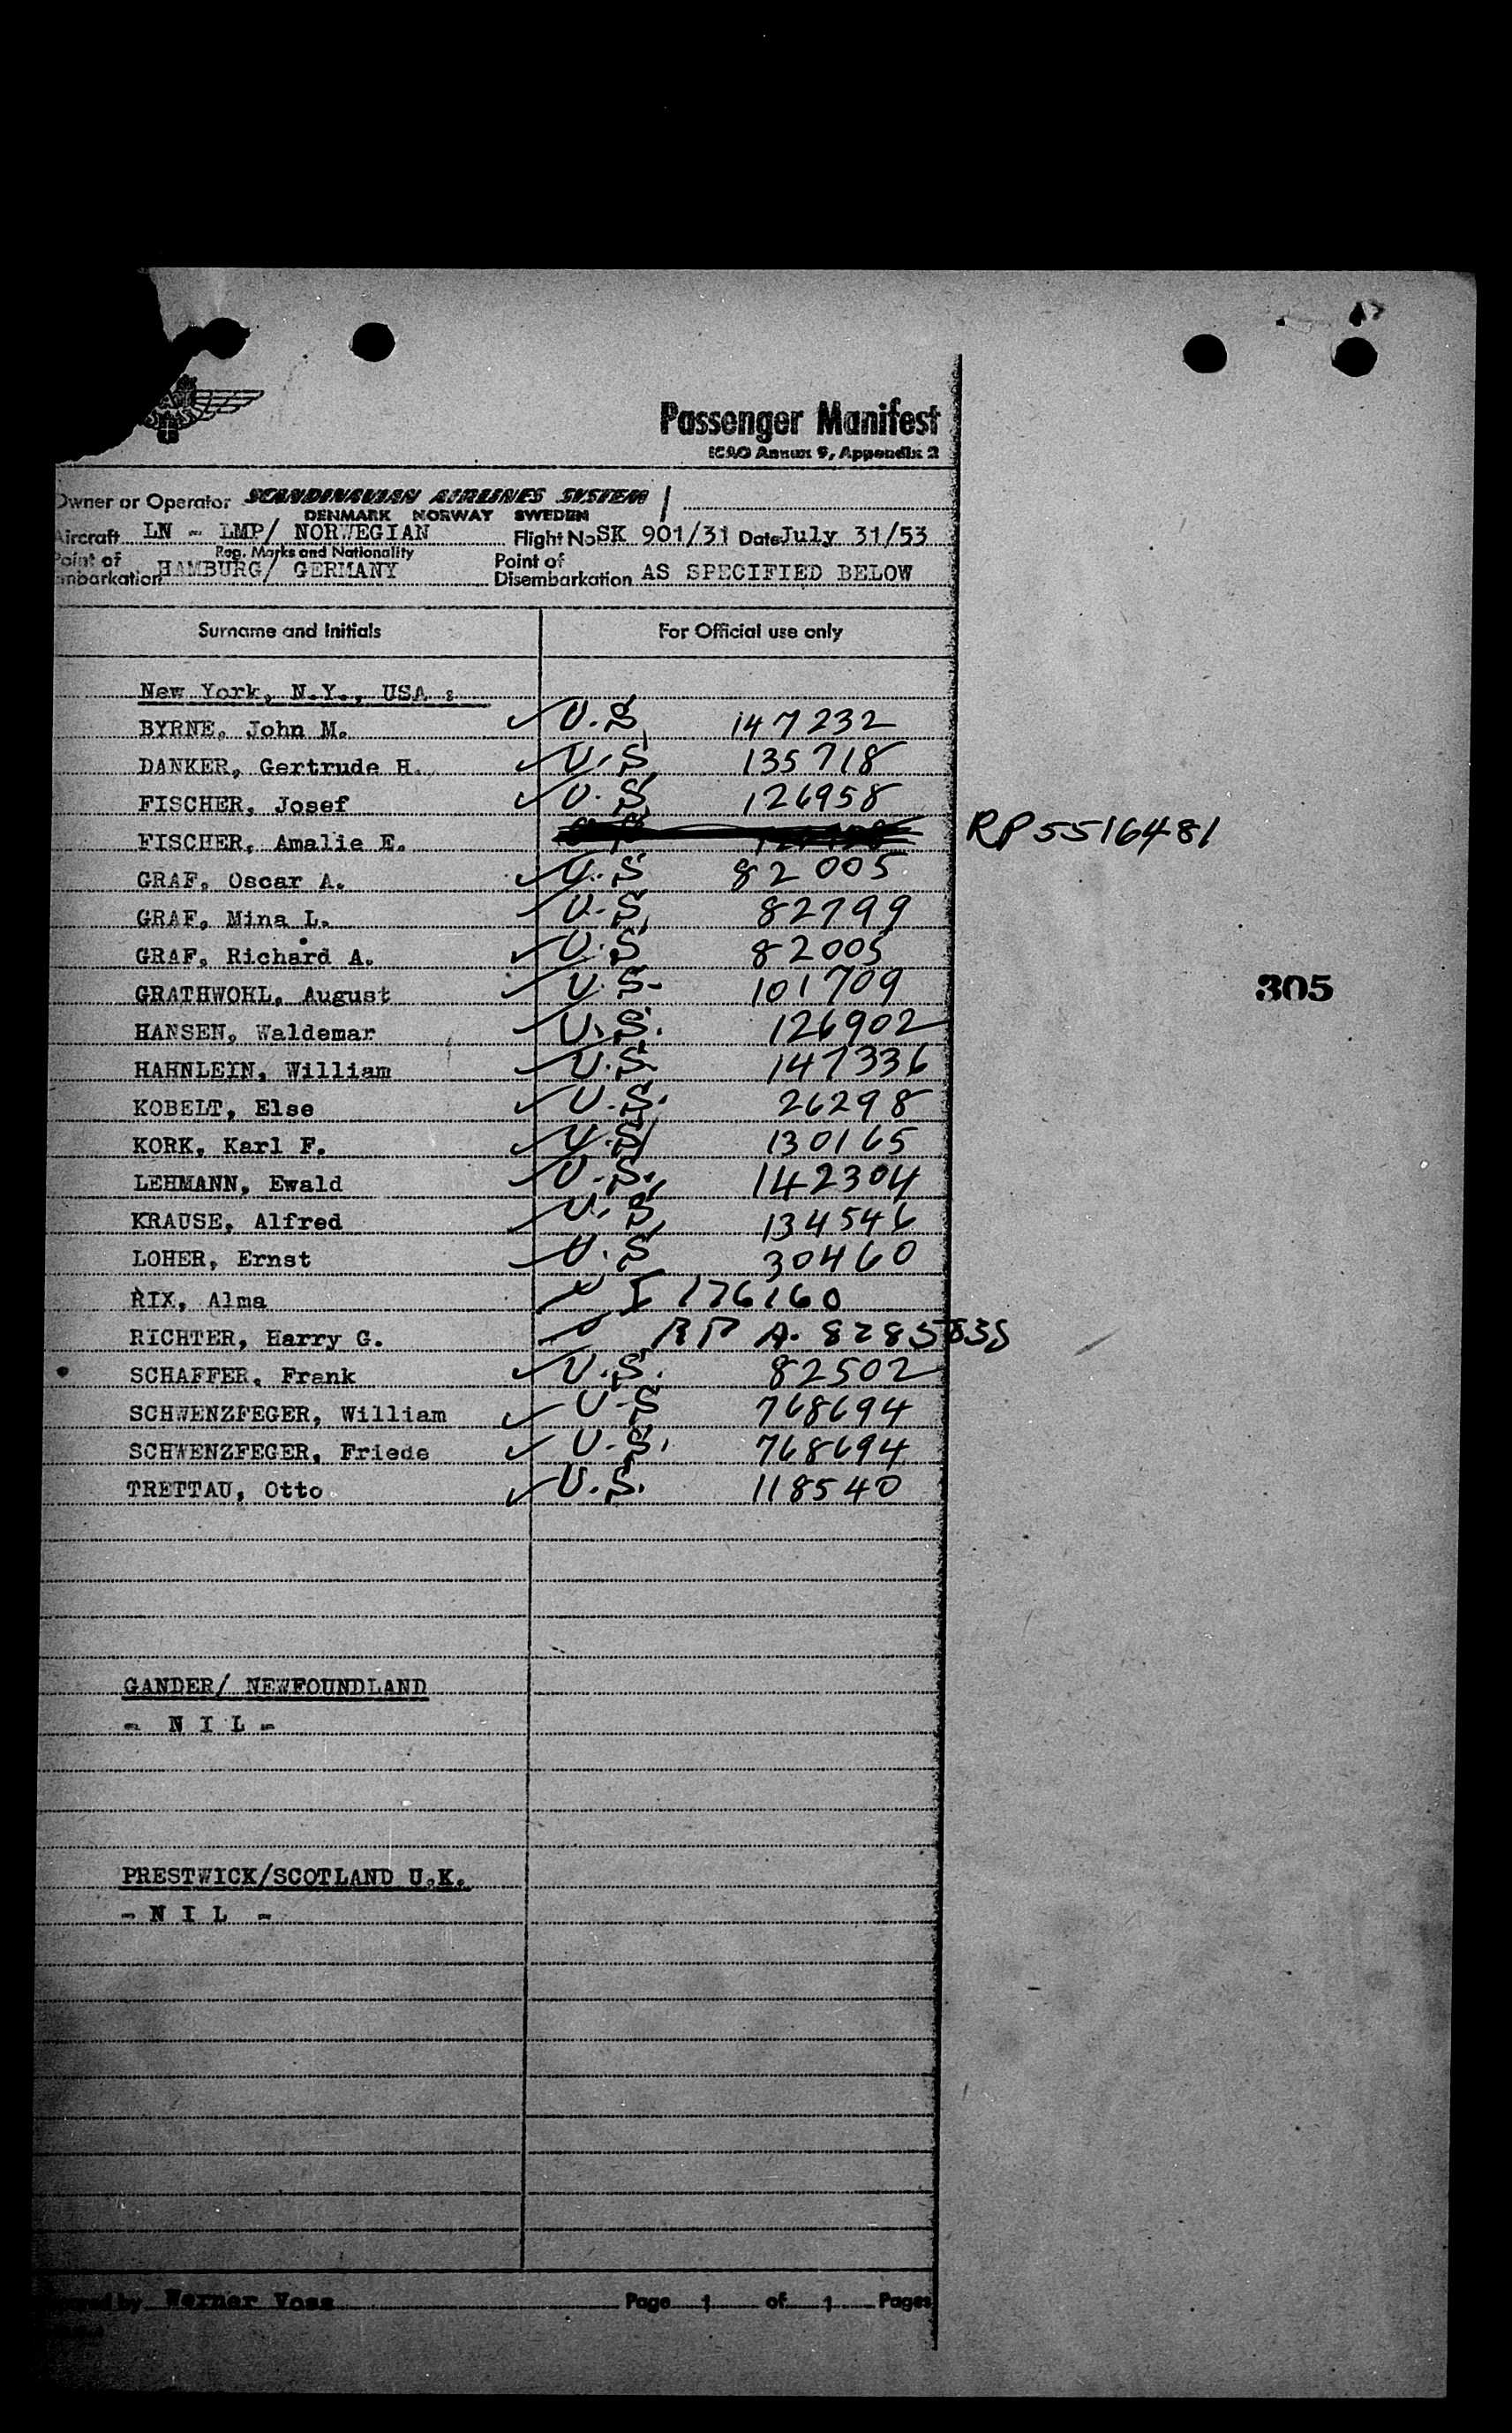 Passenger Manifest
ICAO Annex 9, Appendix 2
Owner or Operator SCANDINAVIAN AIRLINES SYSTEM
DENMARK NORWAY SWEDEN
Aircraft LN - LMP/ NORWEGIAN Flight No SK 901/31 Date July 31/53
Reg. Marks and Nationality
Point of Embarkation HAMBURG/ GERMANY Point of Disembarkation AS SPECIFIED BELOW
Surname and Initials For Official use only
New York, N.Y., USA :
BYRNE, John M. ✓ U.S. 147232
DANKER, Gertrude H. ✓ U.S. 135718
FISCHER, Josef ✓ U.S. 126958
FISCHER, Amalie E. RP 5516481
GRAF, Oscar A. ✓ U.S. 82005
GRAF, Mina L. ✓ U.S. 82799
GRAF, Richard A. ✓ U.S. 82005
GRATHWOHL, August ✓ U.S. 101709
305
HANSEN, Waldemar ✓ U.S. 126902
HAHNLEIN, William ✓ U.S. 147336
KOBELT, Else ✓ U.S. 26298
KORK, Karl F. ✓ U.S. 130165
LEHMANN, Ewald ✓ U.S. 142304
KRAUSE, Alfred ✓ U.S. 134546
LOHER, Ernst ✓ U.S. 30460
RIX, Alma ✓ I 176160
RICHTER, Harry G. ✓ RP A. 8285835
SCHAFFER, Frank ✓ U.S. 82502
SCHWENZFEGER, William ✓ U.S. 768694
SCHWENZFEGER, Friede ✓ U.S. 768694
TRETTAU, Otto ✓ U.S. 118540
GANDER/ NEWFOUNDLAND
- N I L -
PRESTWICK/SCOTLAND U.K.
- N I L -
by Werner Voss Page 1 of 1 Pages